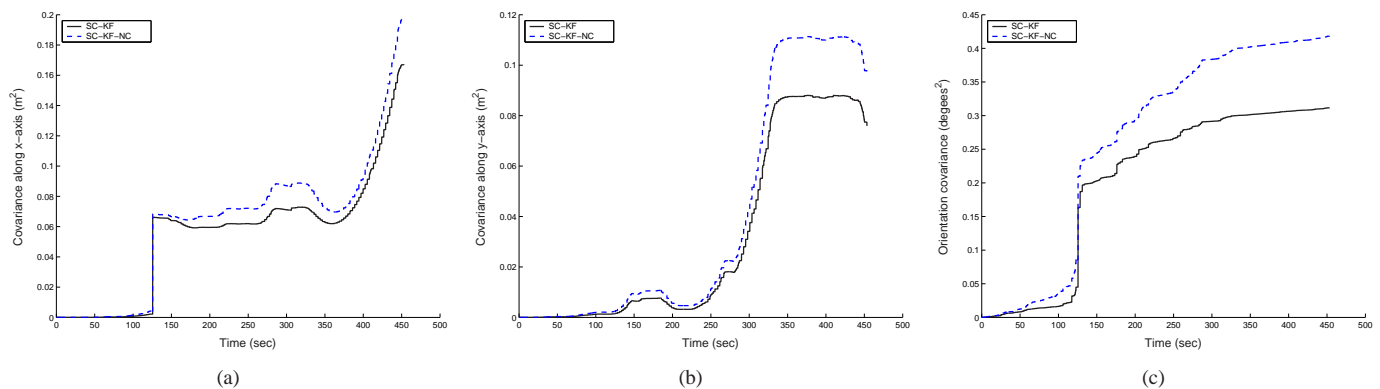 SC−KF
SC−KF−NC
Covariance along x−axis (m2)
0.2
0.18
0.16
0.14
0.12
0.1
0.08
0.06
0.04
0.02
0
0 50 100 150 200 250 300 350 400 450 500
Time (sec)
(a)
SC−KF
SC−KF−NC
Covariance along y−axis (m2)
0.12
0.1
0.08
0.06
0.04
0.02
0
0 50 100 150 200 250 300 350 400 450 500
Time (sec)
(b)
SC−KF
SC−KF−NC
Orientation covariance (degees2)
0.45
0.4
0.35
0.3
0.25
0.2
0.15
0.1
0.05
0
0 50 100 150 200 250 300 350 400 450 500
Time (sec)
(c)